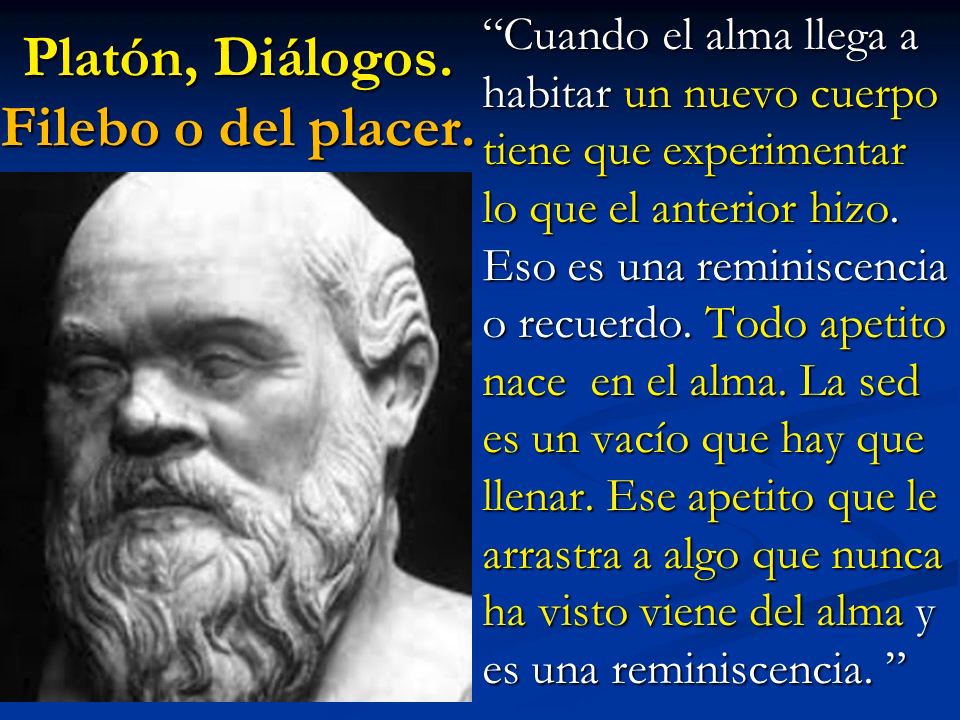 Platón, Diálogos.
Filebo o del placer.
“Cuando el alma llega a
habitar un nuevo cuerpo
tiene que experimentar
lo que el anterior hizo.
Eso es una reminiscencia
o recuerdo. Todo apetito
nace  en el alma. La sed
es un vacío que hay que
llenar. Ese apetito que le
arrastra a algo que nunca
ha visto viene del alma y
es una reminiscencia. ”